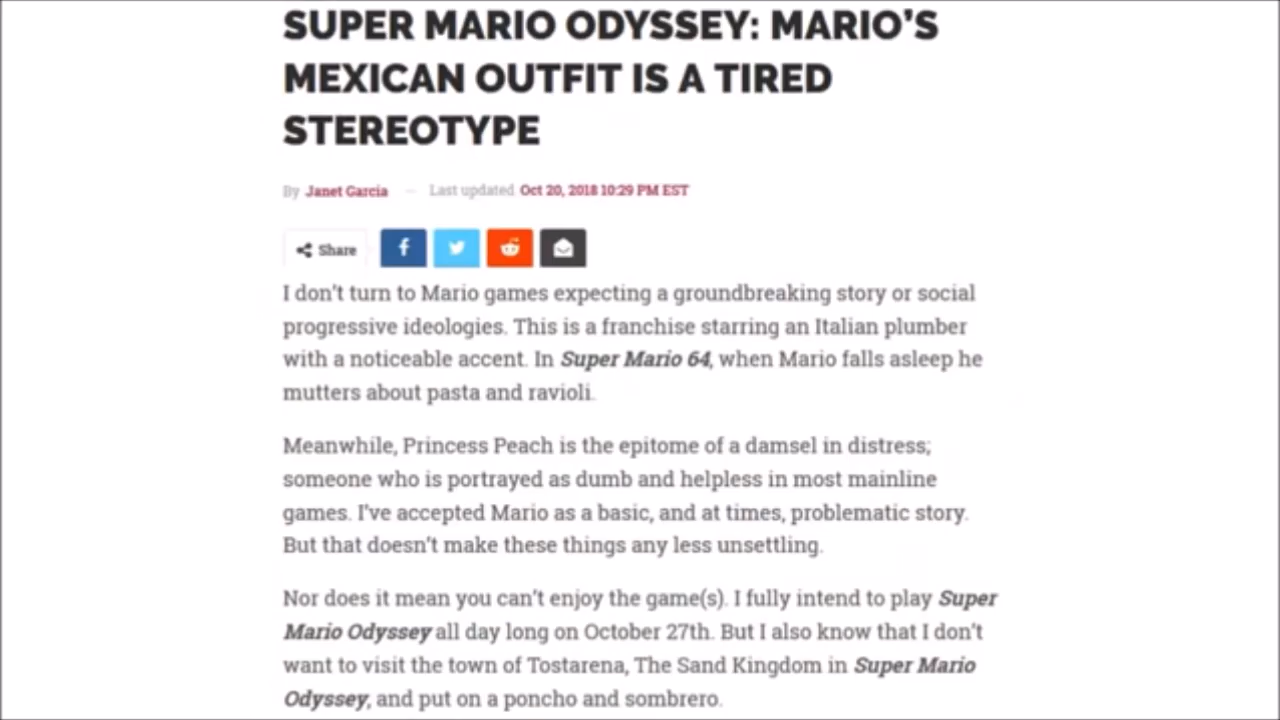 SUPER MARIO ODYSSEY: MARIO'S
MEXICAN OUTFIT IS A TIRED
STEREOTYPE
By Janet Garcia — Last updated Oct 20, 2018 10:29 PM EST
Share
I don't turn to Mario games expecting a groundbreaking story or social
progressive ideologies. This is a franchise starring an Italian plumber
with a noticeable accent. In Super Mario 64, when Mario falls asleep he
mutters about pasta and ravioli.
Meanwhile, Princess Peach is the epitome of a damsel in distress;
someone who is portrayed as dumb and helpless in most mainline
games. I've accepted Mario as a basic, and at times, problematic story.
But that doesn't make these things any less unsettling.
Nor does it mean you can't enjoy the game(s). I fully intend to play Super
Mario Odyssey all day long on October 27th. But I also know that I don't
want to visit the town of Tostarena, The Sand Kingdom in Super Mario
Odyssey, and put on a poncho and sombrero.